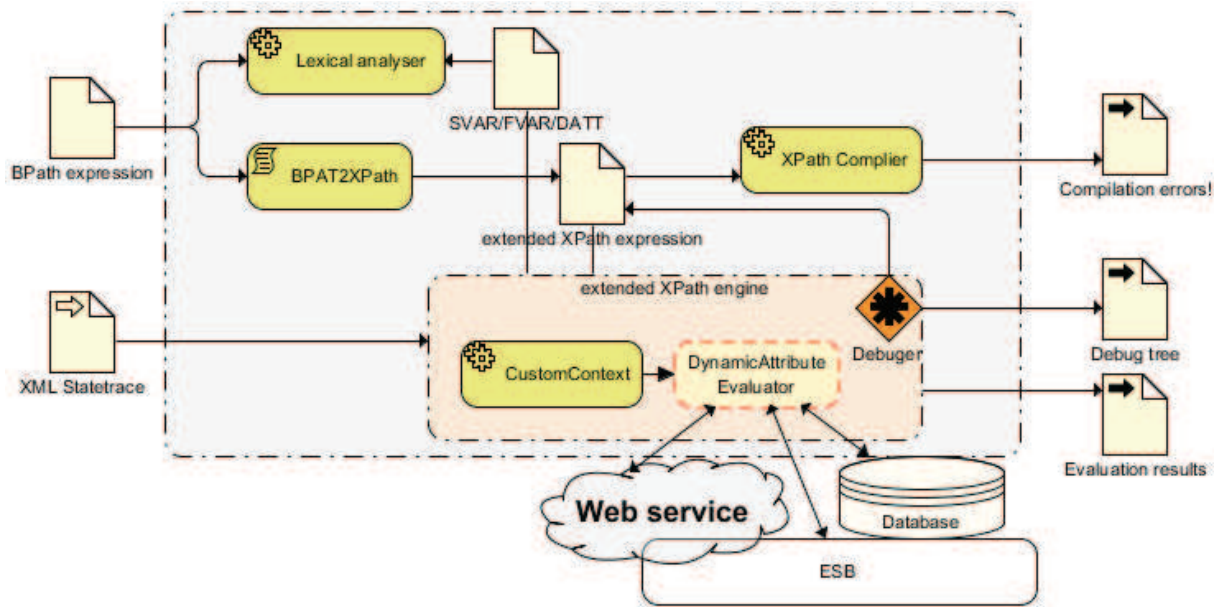 Lexical analyser
SVAR/FVAR/DATT
BPath expression
BPAT2XPath
XPath Complier
Compilation errors!
extended XPath expression
extended XPath engine
XML Statetrace
CustomContext
DynamicAttribute
Evaluator
Debuger
Debug tree
Evaluation results
Web service
Database
ESB